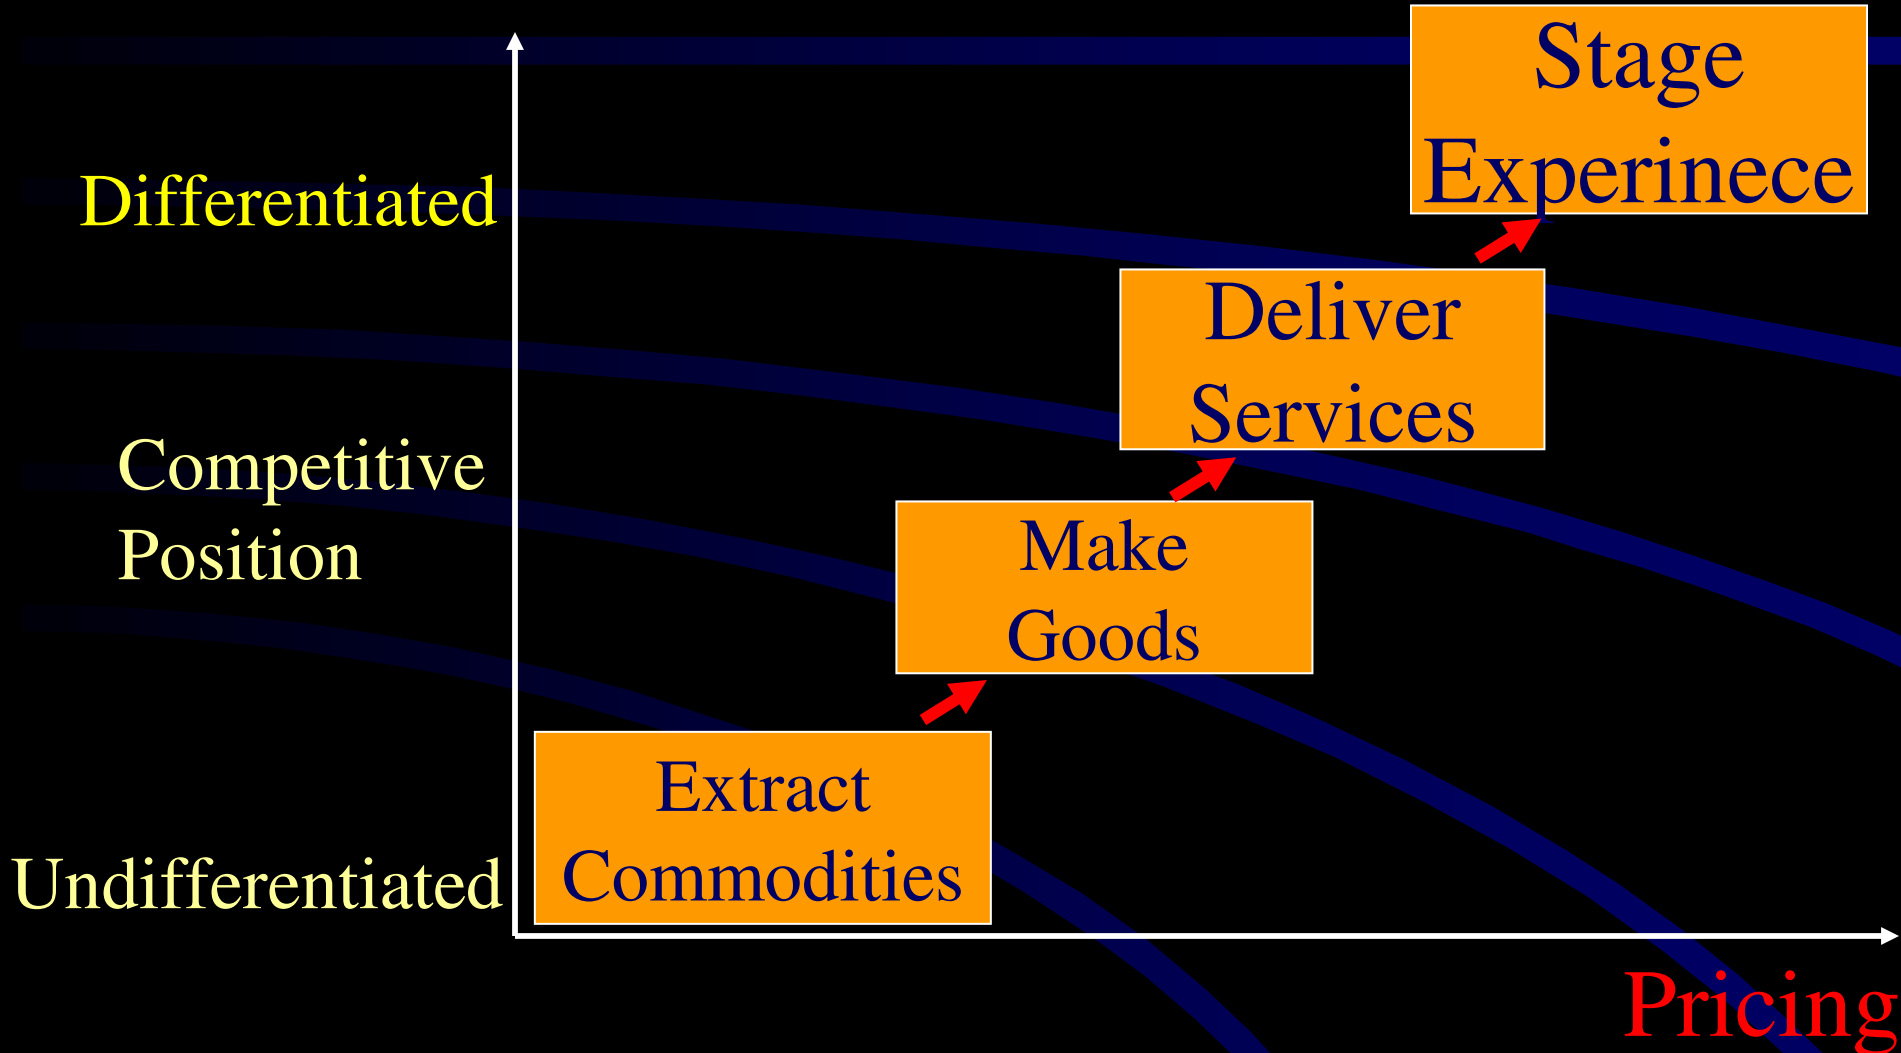 Stage
Experinece
Differentiated
Deliver
Services
Competitive
Position
Make
Goods
Extract
Commodities
Undifferentiated
Pricing